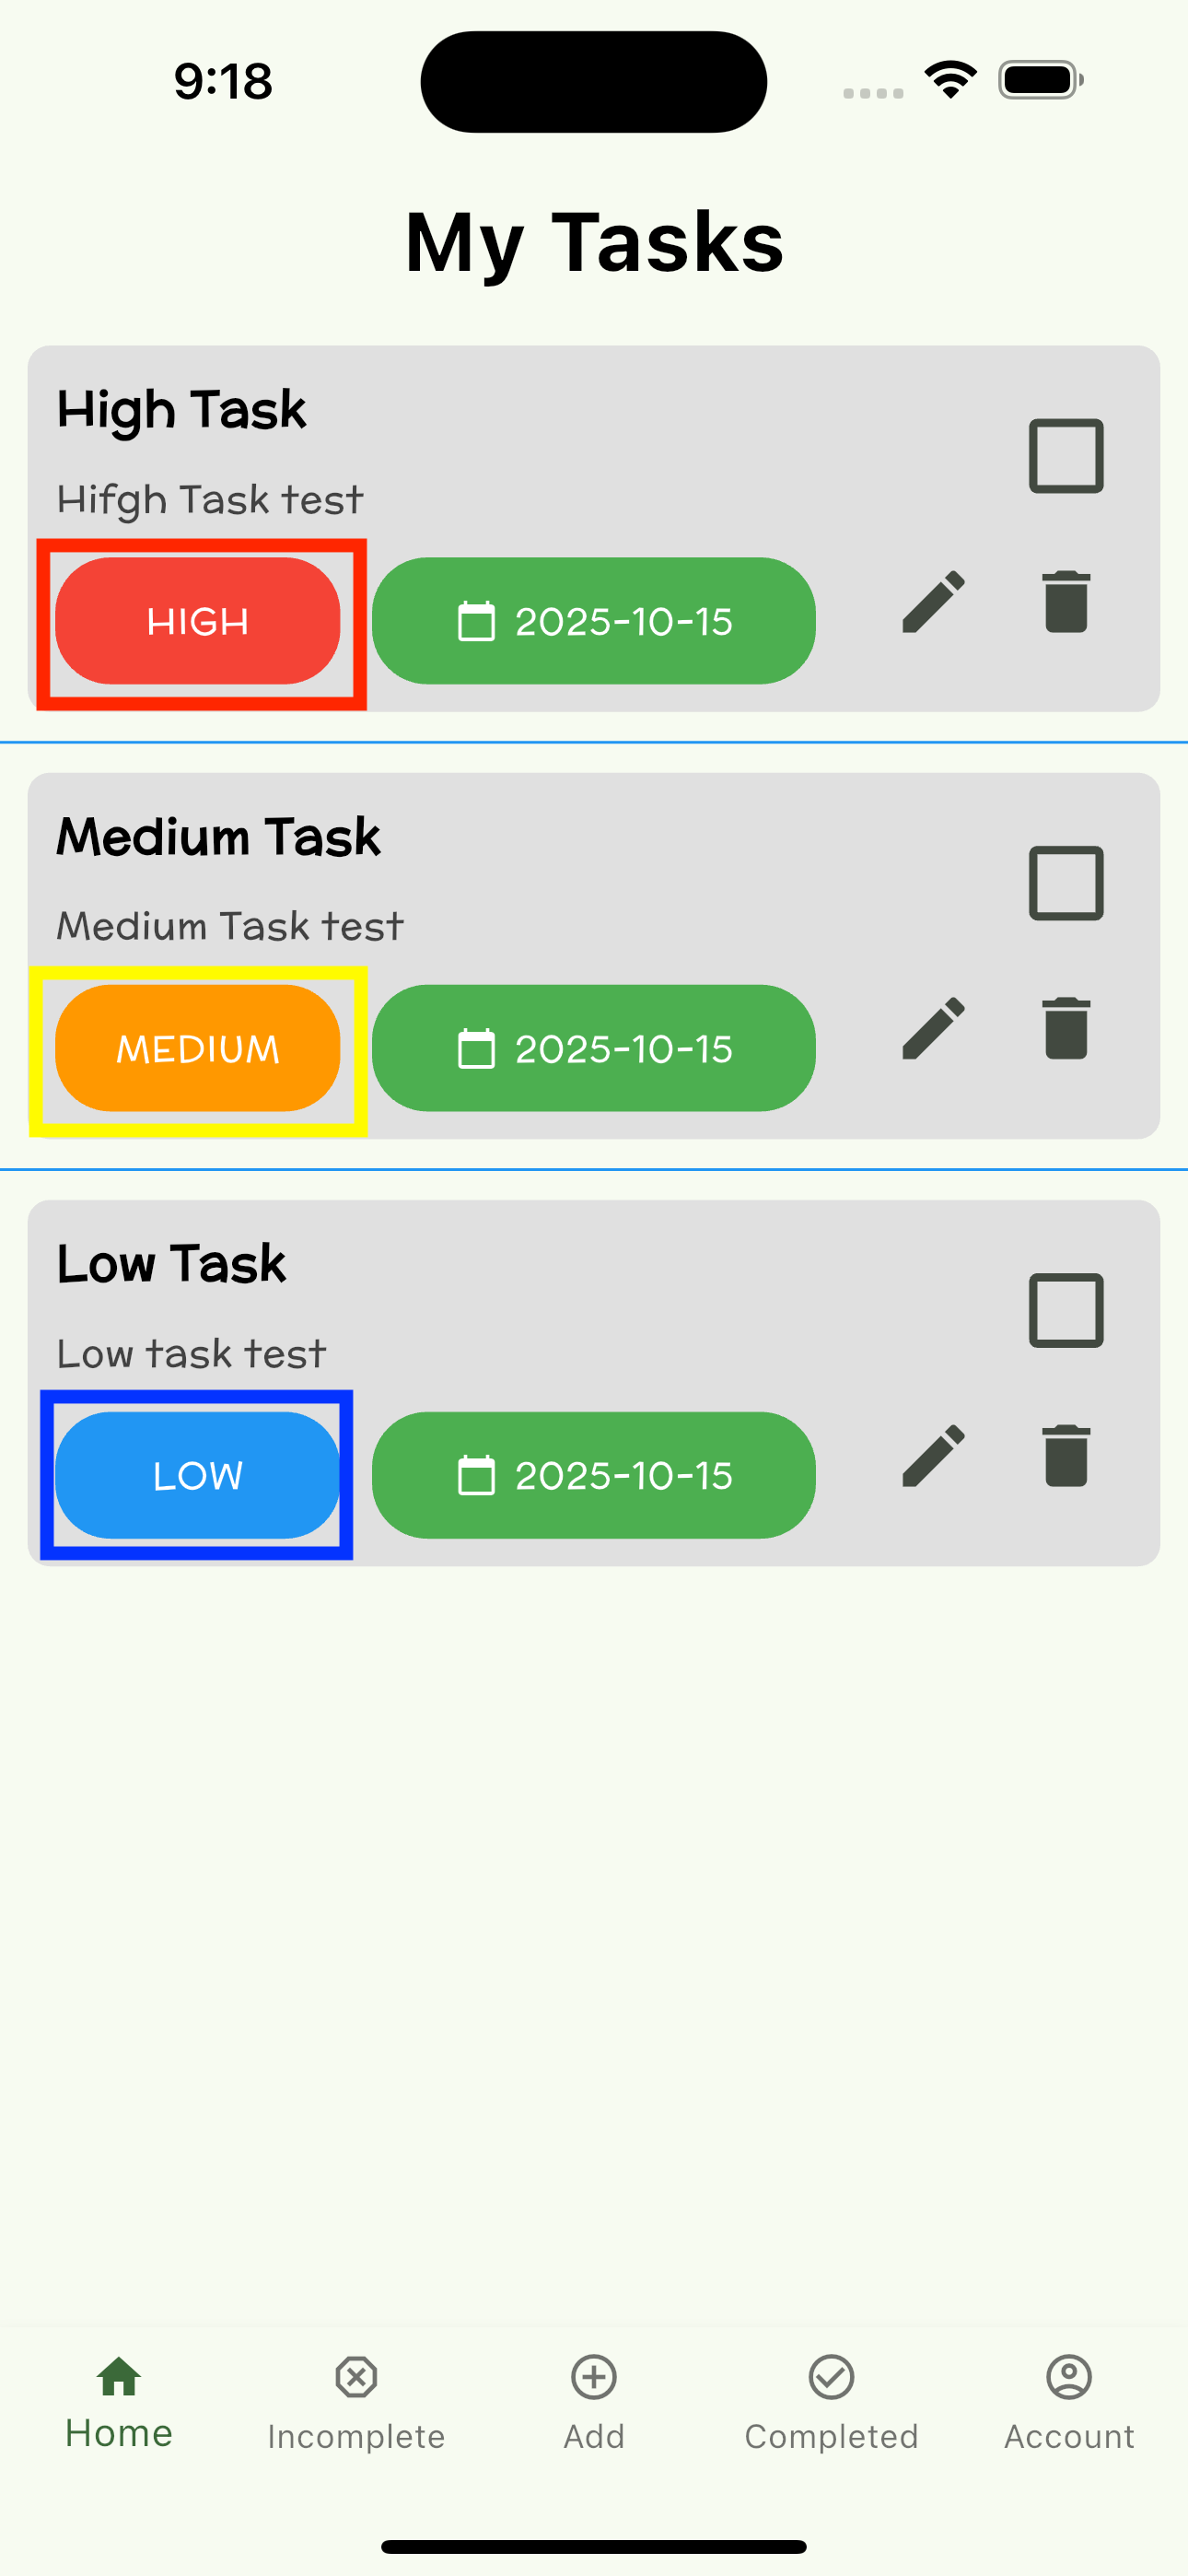 9:18
My Tasks
High Task
Hifgh Task test
HIGH 2025-10-15
Medium Task
Medium Task test
MEDIUM 2025-10-15
Low Task
Low task test
LOW 2025-10-15
Home Incomplete Add Completed Account